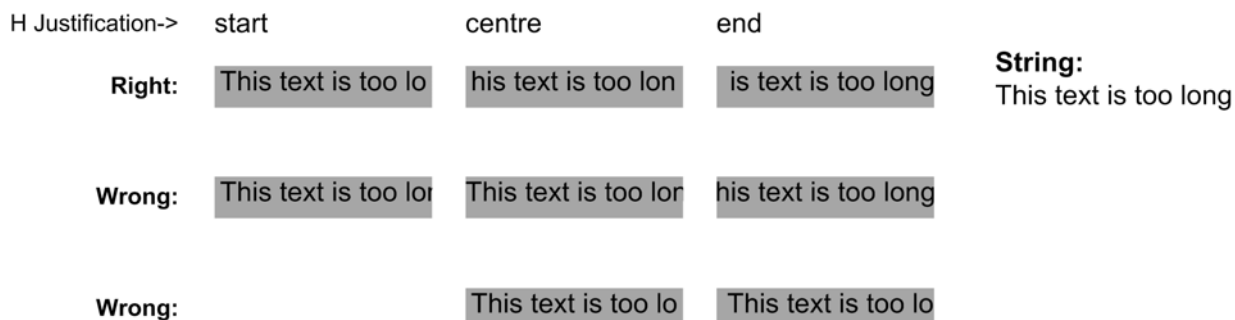 H Justification-> start centre end
Right: This text is too lo his text is too lon is text is too long
String:
This text is too long
Wrong: This text is too lor This text is too lor his text is too long
Wrong: This text is too lo This text is too lo